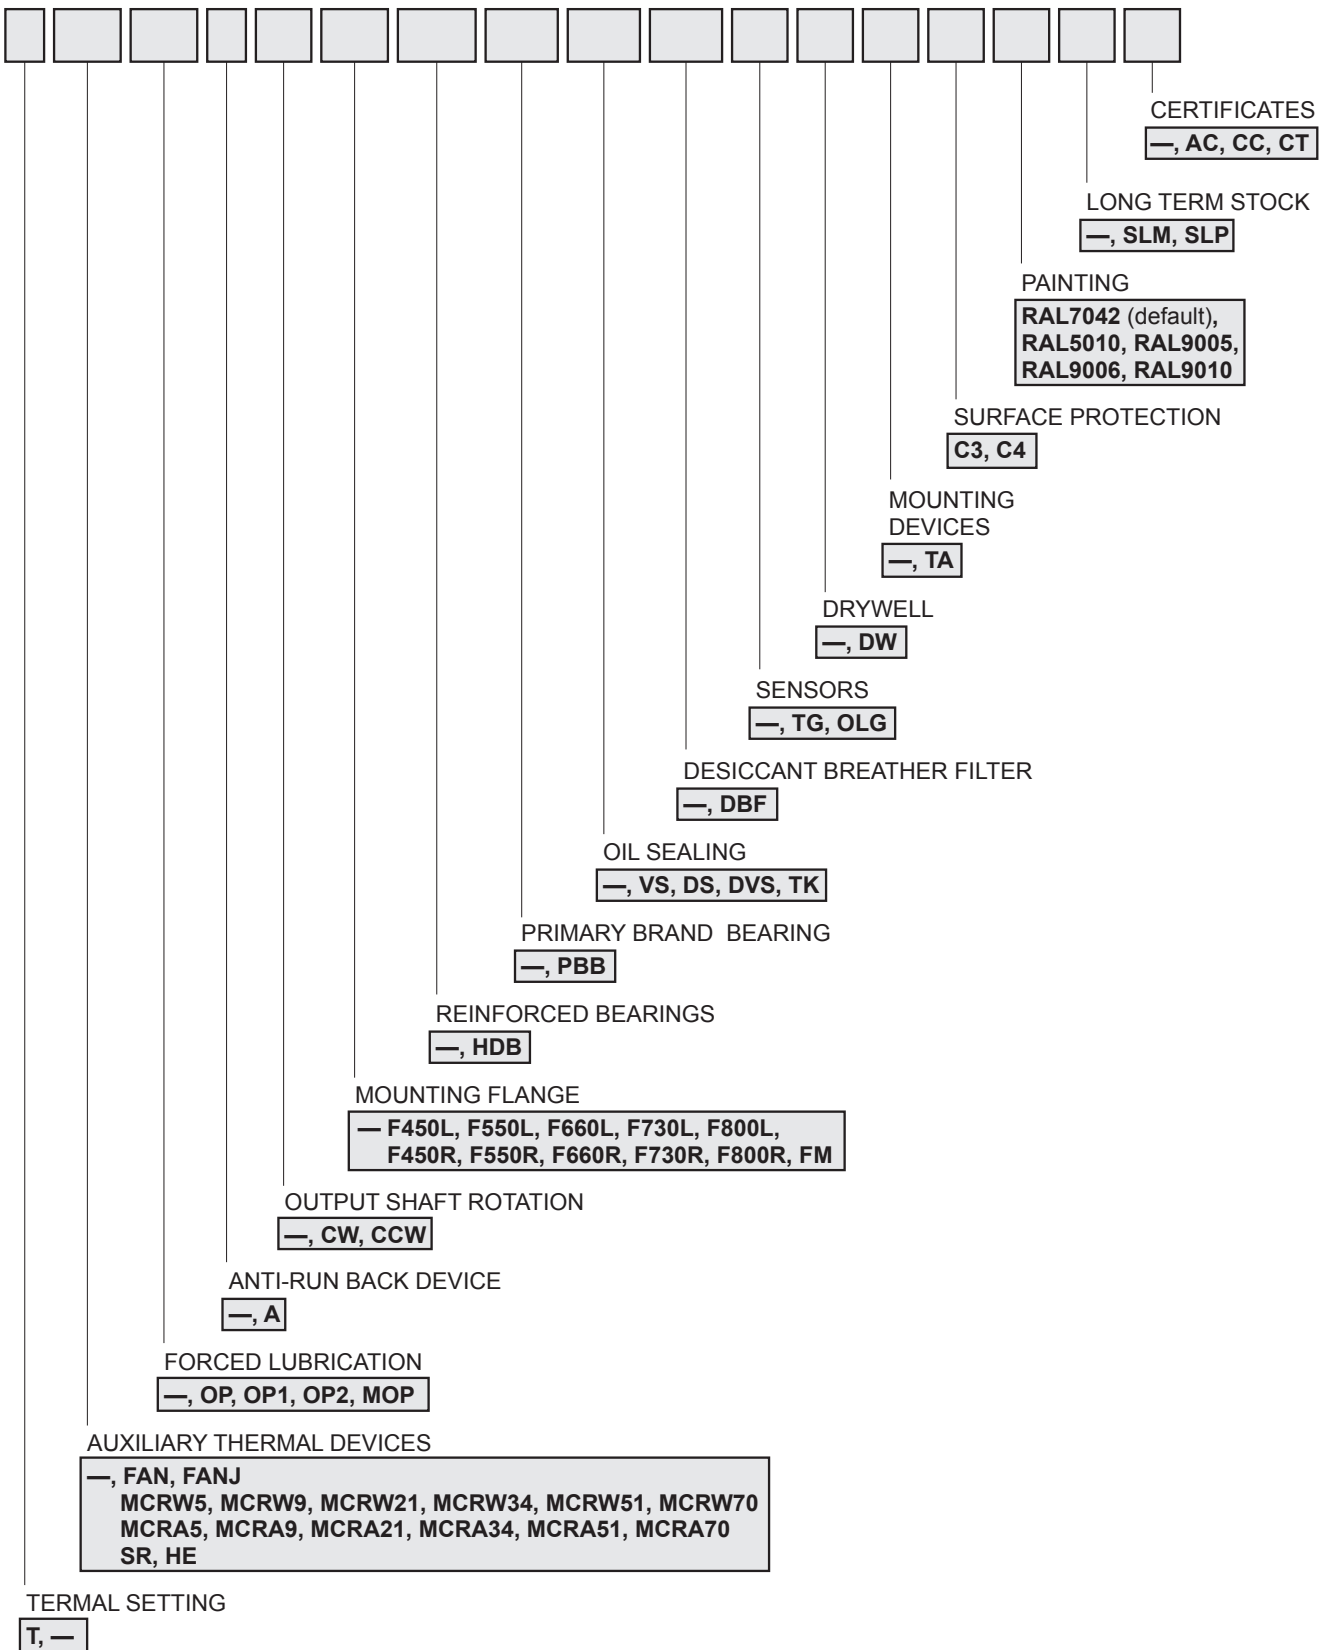 CERTIFICATES
—, AC, CC, CT
LONG TERM STOCK
—, SLM, SLP
PAINTING
RAL7042 (default),
RAL5010, RAL9005,
RAL9006, RAL9010
SURFACE PROTECTION
C3, C4
MOUNTING
DEVICES
—, TA
DRYWELL
—, DW
SENSORS
—, TG, OLG
DESICCANT BREATHER FILTER
—, DBF
OIL SEALING
—, VS, DS, DVS, TK
PRIMARY BRAND BEARING
—, PBB
REINFORCED BEARINGS
—, HDB
MOUNTING FLANGE
— F450L, F550L, F660L, F730L, F800L,
F450R, F550R, F660R, F730R, F800R, FM
OUTPUT SHAFT ROTATION
—, CW, CCW
ANTI-RUN BACK DEVICE
—, A
FORCED LUBRICATION
—, OP, OP1, OP2, MOP
AUXILIARY THERMAL DEVICES
—, FAN, FANJ
MCRW5, MCRW9, MCRW21, MCRW34, MCRW51, MCRW70
MCRA5, MCRA9, MCRA21, MCRA34, MCRA51, MCRA70
SR, HE
TERMAL SETTING
T, —